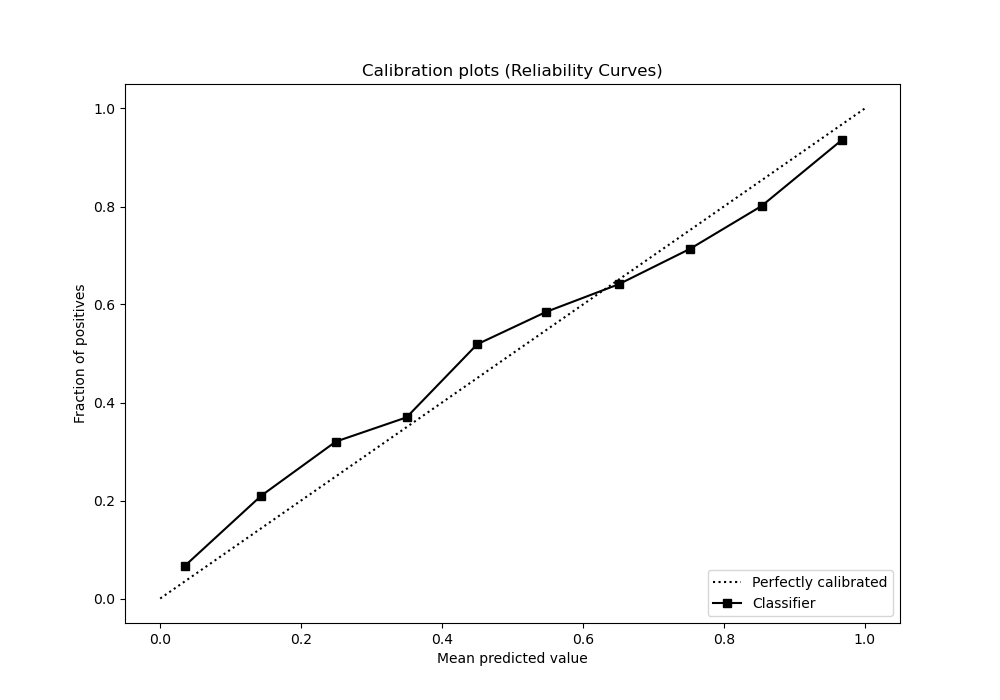 Calibration plots (Reliability Curves)
1.0
0.8
0.6
0.4
0.2
0.0
Fraction of positives
0.0 0.2 0.4 0.6 0.8 1.0
Mean predicted value
Perfectly calibrated
Classifier